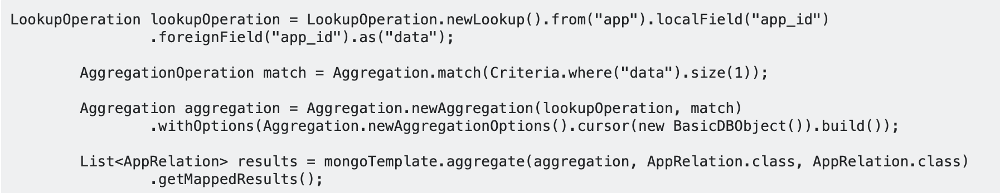 LookupOperation lookupOperation = LookupOperation.newLookup().from("app").localField("app_id")
                .foreignField("app_id").as("data");

        AggregationOperation match = Aggregation.match(Criteria.where("data").size(1));

        Aggregation aggregation = Aggregation.newAggregation(lookupOperation, match)
                .withOptions(Aggregation.newAggregationOptions().cursor(new BasicDBObject()).build());

        List<AppRelation> results = mongoTemplate.aggregate(aggregation, AppRelation.class, AppRelation.class)
                .getMappedResults();